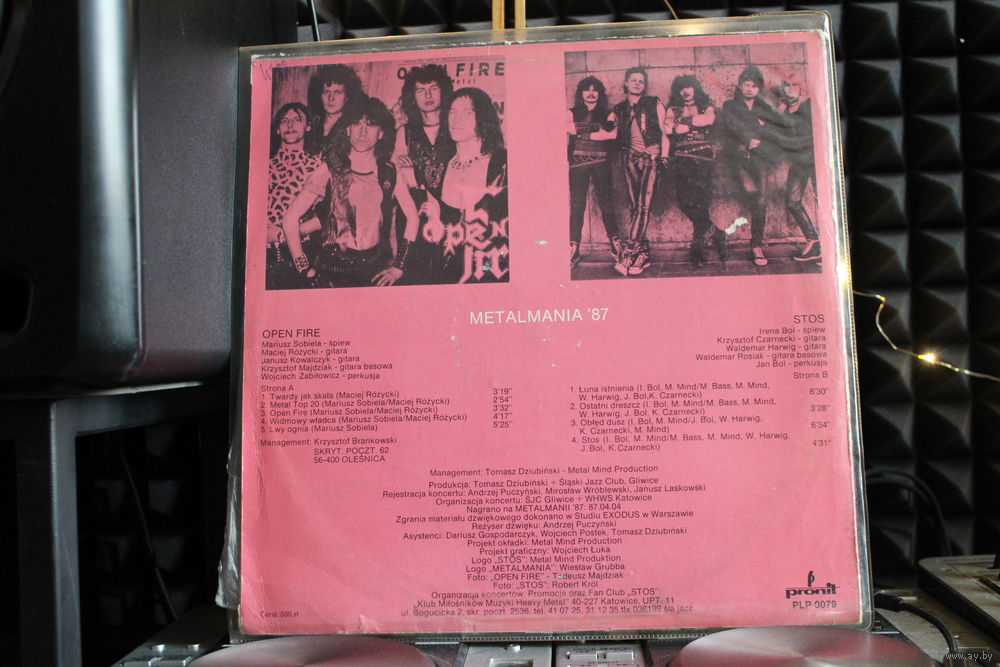 OPEN FIRE
open
METALMANIA '87
OPEN FIRE
Mariusz Sobiela - śpiew
Maciej Różycki - gitara
Janusz Kowalczyk - gitara
Krzysztof Majdziak - gitara basowa
Wojciech Zabiłowicz - perkusja
Strona A
1. Twardy jak skała (Maciej Różycki) 3'19"
2. Metal Top 20 (Mariusz Sobiela/Maciej Różycki) 2'54"
3. Open Fire (Mariusz Sobiela/Maciej Różycki) 3'32"
4. Widmowy władca (Mariusz Sobiela/Maciej Różycki) 4'17"
5. Lwy ognia (Mariusz Sobiela) 5'25"
Management: Krzysztof Brankowski
SKRYT. POCZT. 62
56-400 OLEŚNICA
STOS
Irena Bol - śpiew
Krzysztof Czarnecki - gitara
Waldemar Harwig - gitara
Waldemar Rosiak - gitara basowa
Jan Bol - perkusja
Strona B
1. Łuna istnienia (I. Bol, M. Mind/M. Bass, M. Mind,
W. Harwig, J. Bol,K. Czarnecki) 6'30"
2. Ostatni dreszcz (I. Bol, M. Mind/M. Bass, M. Mind,
W. Harwig, J. Bol, K. Czarnecki) 3'28"
3. Obłęd dusz (I. Bol, M. Mind/J. Bol, W. Harwig,
K. Czarnecki, M. Mind) 6'34"
4. Stos (I. Bol, M. Mind/M. Bass, M. Mind, W. Harwig,
J. Bol, K.Czarnecki) 4'31"
Management: Tomasz Dziubiński - Metal Mind Production
Produkcja: Tomasz Dziubiński + Śląski Jazz Club, Gliwice
Rejestracja koncertu: Andrzej Puczyński, Mirosław Wróblewski, Janusz Laskowski
Organizacja koncertu: ŚJC Gliwice + WHWS Katowice
Nagrano na METALMANII '87: 87.04.04
Zgrania materiału dźwiękowego dokonano w Studiu EXODUS w Warszawie
Reżyser dźwięku: Andrzej Puczyński
Asystenci: Dariusz Gospodarczyk, Wojciech Postek, Tomasz Dziubiński
Projekt okładki: Metal Mind Production
Projekt graficzny: Wojciech Łuka
Logo „STOS": Metal Mind Produktion
Logo „METALMANIA": Wiesław Grubba
Foto: „OPEN FIRE" - Tadeusz Majdziak
Foto: „STOS": Robert Król
Organizacja koncertów, Promocja oraz Fan Club „STOS":
„Klub Miłośników Muzyki Heavy Metal" 40-227 Katowice, UPT. 11
ul. Bogucicka 2, skr. poczt. 2536, tel. 41 07 25, 31 12 35.tlx 036199 śla jazz
Cena: 500 zł
pronit
PLP 0079
www.ay.by